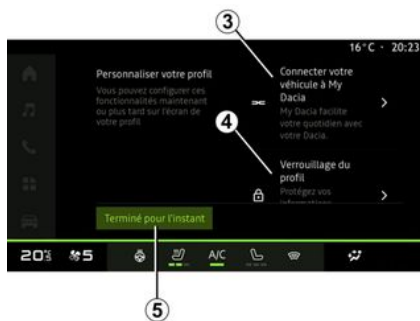 3
16°C · 20:23
Personnaliser votre profil
Vous pouvez configurer ces
fonctionnalités maintenant
ou plus tard sur l'écran de
votre profil
Connecter votre
véhicule à My
Dacia
My Dacia facilite
votre quotidien avec
votre Dacia.
4
Verrouillage du
profil
Protégez vos
informations
Terminé pour l'instant
20 5 A/C
5